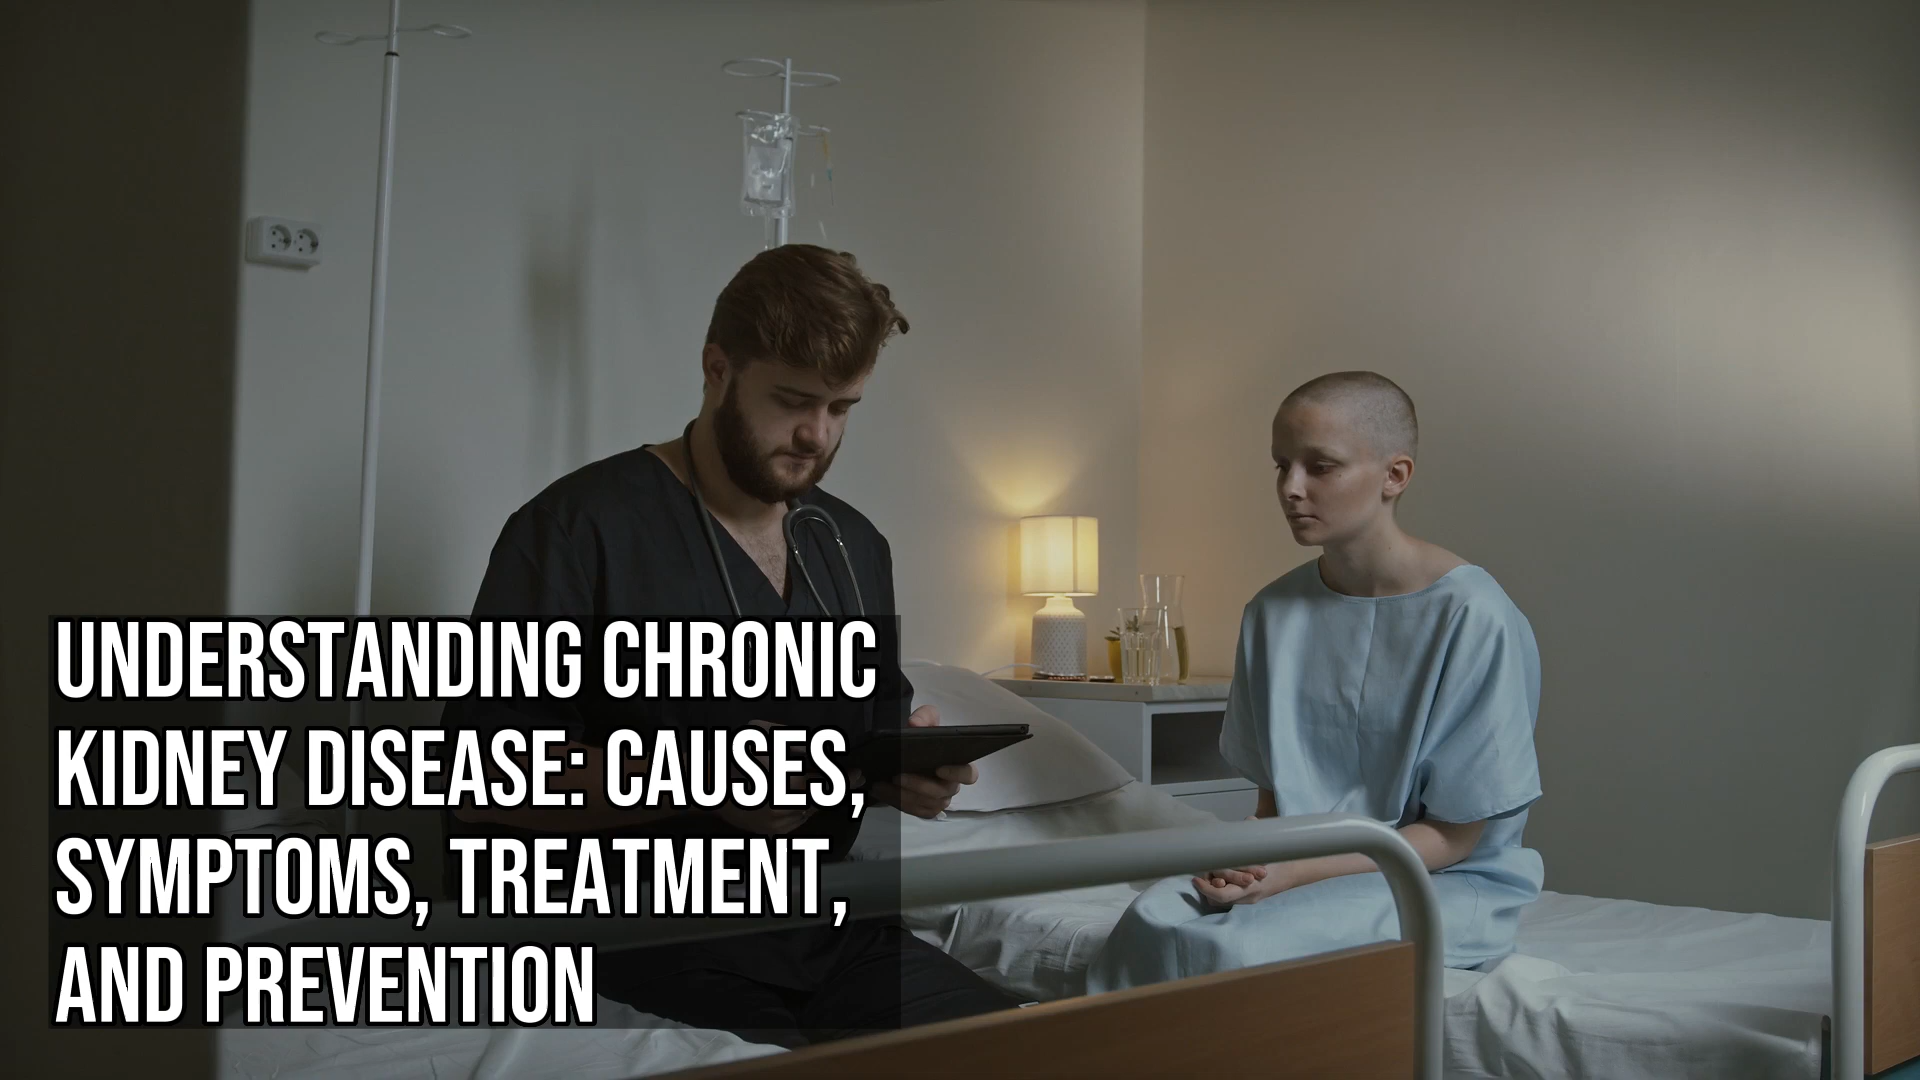 UNDERSTANDING CHRONIC
KIDNEY DISEASE: CAUSES,
SYMPTOMS, TREATMENT,
AND PREVENTION